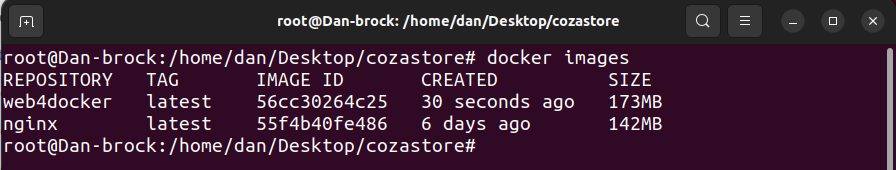 root@Dan-brock: /home/dan/Desktop/cozastore
root@Dan-brock:/home/dan/Desktop/cozastore# docker images
REPOSITORY   TAG       IMAGE ID       CREATED          SIZE
web4docker   latest    56cc30264c25   30 seconds ago   173MB
nginx        latest    55f4b40fe486   6 days ago       142MB
root@Dan-brock:/home/dan/Desktop/cozastore#